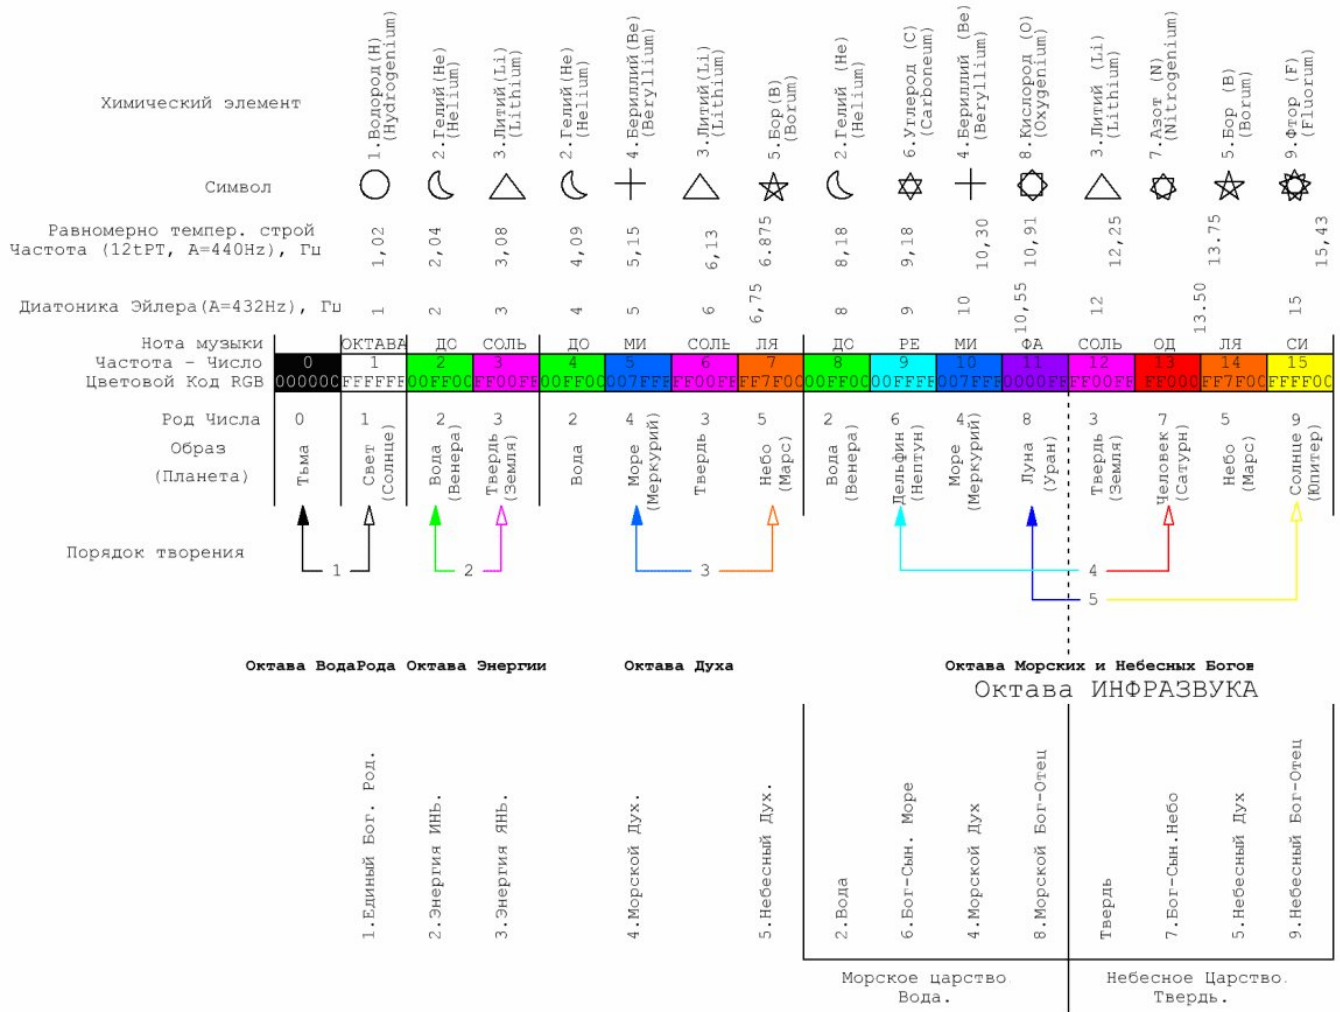 Химический элемент
1.Водород(H)
(Hydrogenium)
2.Гелий(He)
(Helium)
3.Литий(Li)
(Lithium)
2.Гелий(He)
(Helium)
4.Бериллий(Be)
(Beryllium)
3.Литий(Li)
(Lithium)
5.Бор(B)
(Borum)
2.Гелий (He)
(Helium)
6.Углерод (C)
(Carboneum)
4.Бериллий (Be)
(Beryllium)
8.Кислород (O)
(Oxygenium)
3.Литий (Li)
(Lithium)
7.Азот (N)
(Nitrogenium)
5.Бор (B)
(Borum)
9.Фтор (F)
(Fluorum)
Символ
Равномерно темпер. строй
Частота (12tPT, A=440Hz), Гц
1,02 2,04 3,08 4,09 5,15 6,13 6.875 8,18 9,18 10,30 10,91 12,25 13.75 15,43
Диатоника Эйлера(A=432Hz), Гц
1 2 3 4 5 6 6,75 8 9 10 10,55 12 13.50 15
Нота музыки ОКТАВА ДО СОЛЬ ДО МИ СОЛЬ ЛЯ ДО РЕ МИ ФА СОЛЬ ОД ЛЯ СИ
Частота - Число 0 1 2 3 4 5 6 7 8 9 10 11 12 13 14 15
Цветовой Код RGB 000000 FFFFFF 00FF00 FF00FF 00FF00 007FFF FF00FF FF7F00 00FF00 00FFFF 007FFF 0000FF FF00FF FF000 FF7F00 FFFF00
Род Числа 0 1 2 3 2 4 3 5 2 6 4 8 3 7 5 9
Образ
(Планета)
Тьма
Свет
(Солнце)
Вода
(Венера)
Твердь
(Земля)
Вода
Море
(Меркурий)
Твердь
Небо
(Марс)
Вода
(Венера)
Дельфин
(Нептун)
Море
(Меркурий)
Луна
(Уран)
Твердь
(Земля)
Человек
(Сатурн)
Небо
(Марс)
Солнце
(Юпитер)
Порядок творения
1 2 3 4
5
Октава ВодаРода Октава Энергии Октава Духа Октава Морских и Небесных Богов
Октава ИНФРАЗВУКА
1.Единый Бог. Род.
2.Энергия ИНЬ.
3.Энергия ЯНЬ.
4.Морской Дух.
5.Небесный Дух.
2.Вода
6.Бог-Сын. Море
4.Морской Дух
8.Морской Бог-Отец
Твердь
7.Бог-Сын.Небо
5.Небесный Дух
9.Небесный Бог-Отец
Морское царство
Вода.
Небесное Царство.
Твердь.